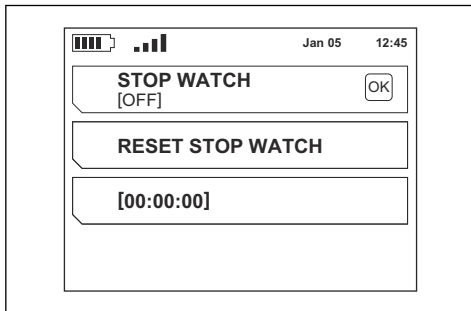 Jan 05 12:45
STOP WATCH
[OFF]
OK
RESET STOP WATCH
[00:00:00]